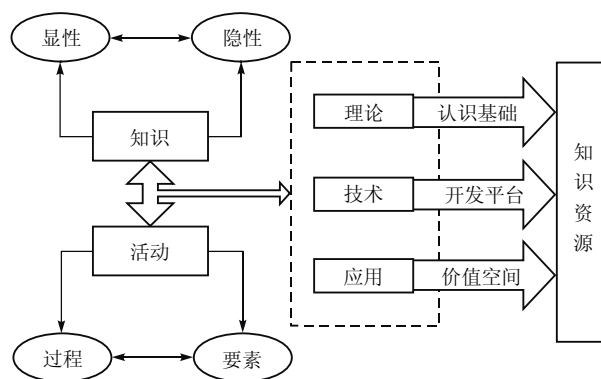 显性
隐性
知识
理论
认识基础
技术
开发平台
活动
应用
价值空间
过程
要素
知
识
资
源